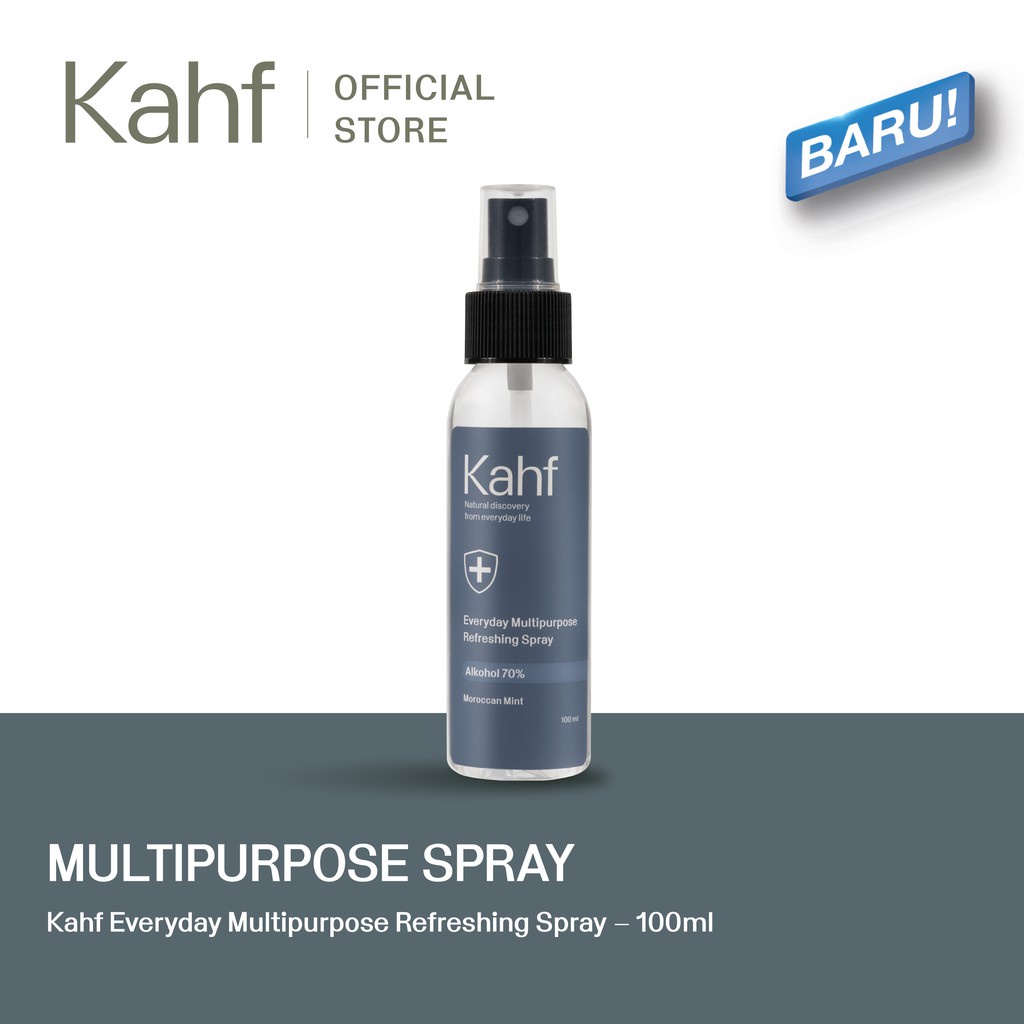 Kahf
OFFICIAL
STORE
BARU!
Kahf
Natural discovery
from everyday life
Everyday Multipurpose
Refreshing Spray
Alkohol 70%
Moroccan Mint
100 ml
MULTIPURPOSE SPRAY
Kahf Everyday Multipurpose Refreshing Spray – 100ml